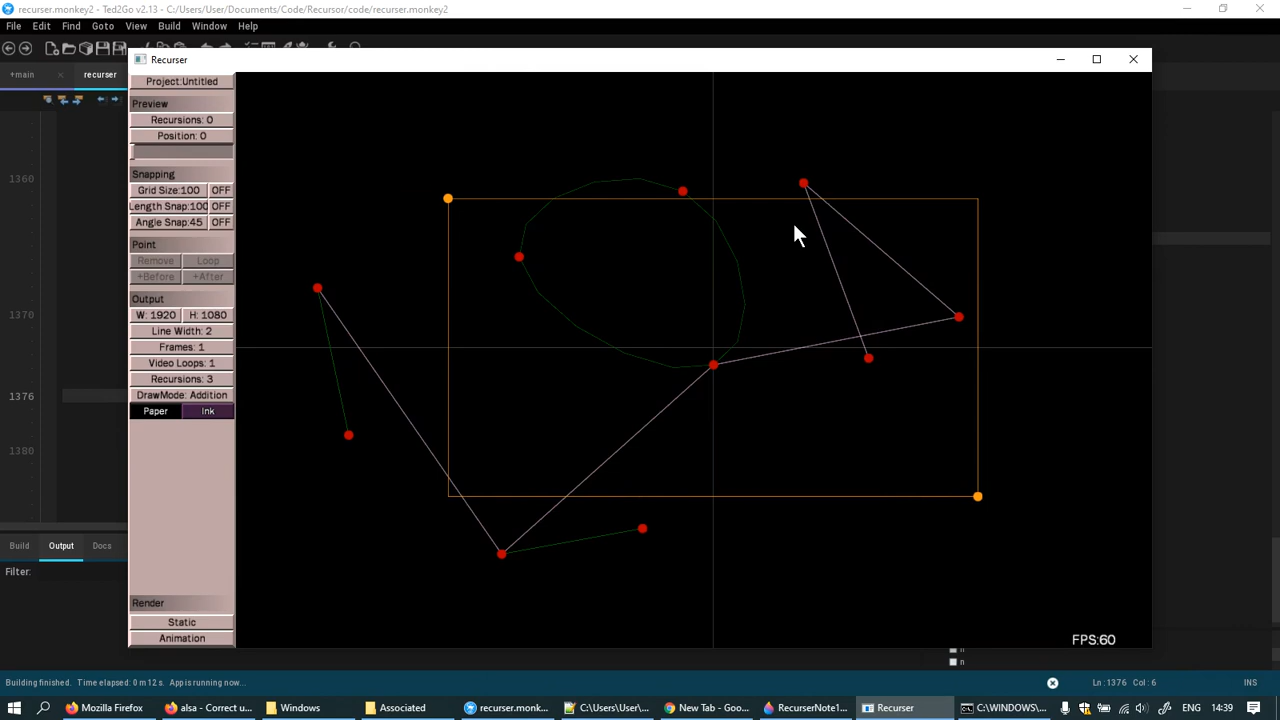 recurser.monkey2 - Ted2Go v2.13 - C:/Users/User/Documents/Code/Recursor/code/recurser.monkey2
File Edit Find Goto View Build Window Help
Recurser
+main
recurser
Project:Untitled
Preview
Recursions: 0
Position: 0
Snapping
Grid Size:100 OFF
Length Snap:100 OFF
Angle Snap:45 OFF
Point
Remove Loop
+Before +After
Output
W: 1920 H: 1080
Line Width: 2
Frames: 1
Video Loops: 1
Recursions: 3
DrawMode: Addition
Paper Ink
Render
Static
Animation
1360
1370
1376
1380
Build Output Docs
Filter:
FPS:60
Building finished. Time elapsed: 0 m 12 s. App is running now...
Ln : 1376 Col : 6
INS
Mozilla Firefox
alsa - Correct u...
Windows
Associated
recurser.monk...
C:\Users\User\...
New Tab - Goo...
RecurserNote1...
Recurser
C:\WINDOWS\...
ENG
14:39